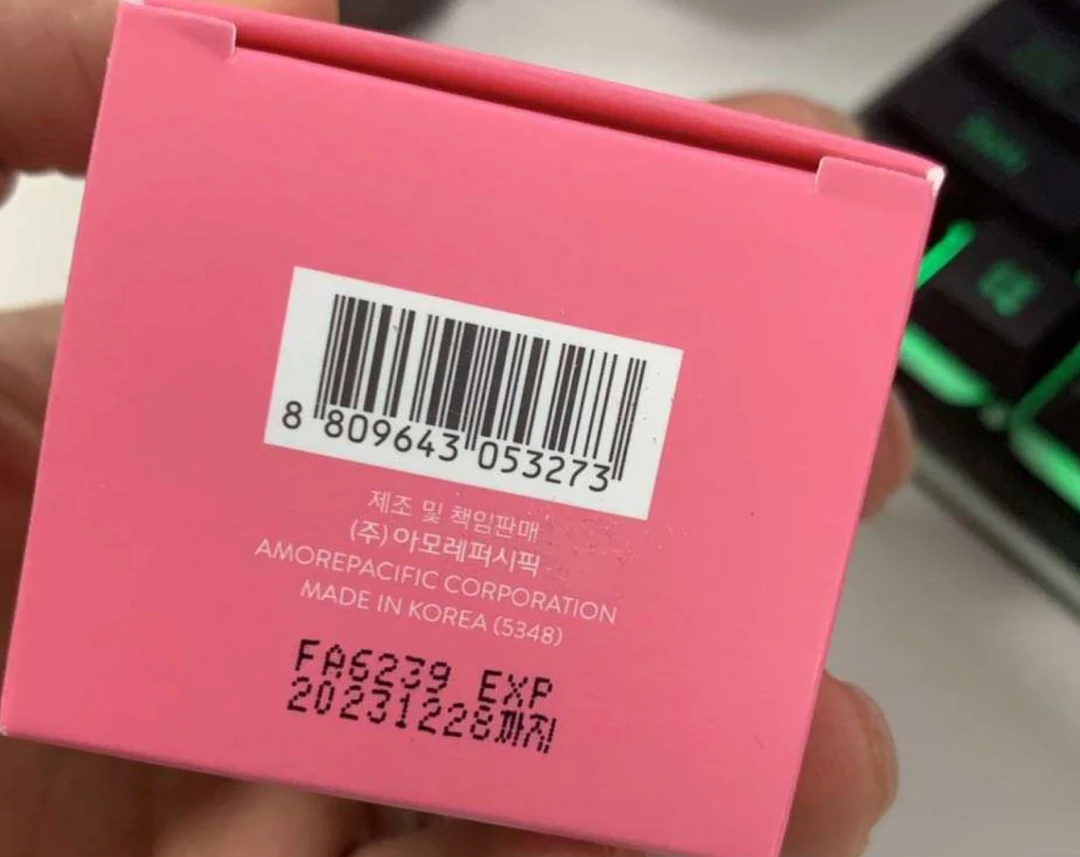 8 809643 053273
제조 및 책임판매
(주)아모레퍼시픽
AMOREPACIFIC CORPORATION
MADE IN KOREA (5348)
FA6239 EXP
20231228까지